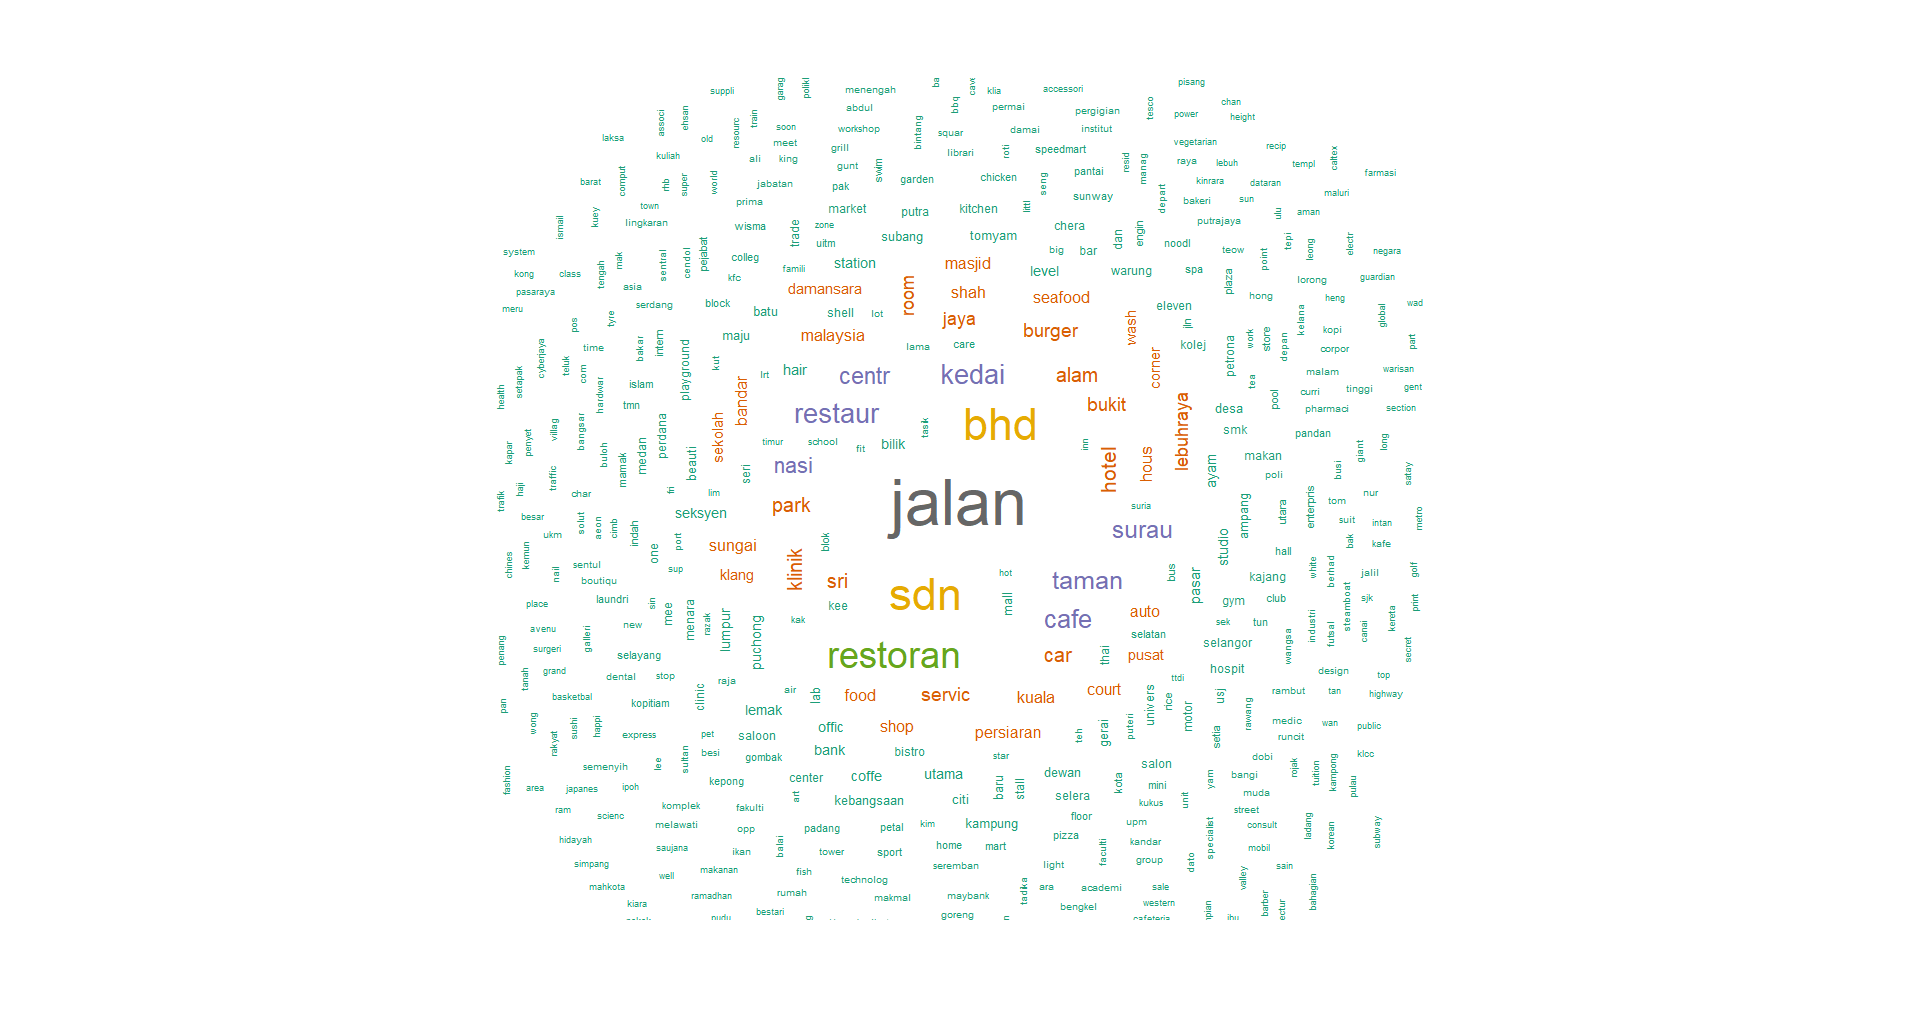 pisang
suppli
garag
menengah
klia
accessori
abdul
bbq
permai
pergigian
tesco
power
chan
height
associ
ehsan
resourc
train
soon
workshop
bintang
squar
damai
institut
laksa
old
meet
grill
librari
roti
speedmart
vegetarian
recip
kuliah
ali
king
gunt
swim
resid
manag
raya
lebuh
templ
caltex
barat
comput
rhb
super
world
jabatan
pak
garden
chicken
seng
pantai
kinrara
dataran
farmasi
town
prima
littl
sunway
depart
bakeri
sun
maluri
ismail
kuey
lingkaran
wisma
trade
zone
market
putra
kitchen
chera
putrajaya
ulu
aman
uitm
subang
tomyam
dan
engin
noodl
tepi
leong
electr
system
tengah
mak
sentral
cendol
pejabat
colleg
famili
station
masjid
big
bar
level
warung
spa
teow
point
negara
kong
class
asia
kfc
damansara
room
shah
seafood
plaza
hong
lorong
guardian
pasaraya
serdang
block
batu
shell
lot
jaya
burger
wash
eleven
jln
heng
kelana
global
wad
meru
pos
tyre
maju
malaysia
lama
care
kolej
petrona
work
store
depan
kopi
part
cyberjaya
teluk
time
bakar
intern
playground
kut
lrt
hair
centr
kedai
alam
corner
tea
corpor
malam
warisan
health
setapak
com
hardwar
islam
bandar
restaur
bhd
bukit
lebuhraya
desa
pool
curri
tinggi
gent
tmn
pharmaci
section
kapar
penyet
villag
bangsar
buloh
mamak
medan
perdana
beauti
sekolah
timur
school
fit
bilik
tasik
inn
hotel
hous
smk
pandan
makan
giant
long
trafik
haji
traffic
char
fri
lim
seri
nasi
ayam
poli
busi
satay
besar
solut
aeon
cimb
indah
seksyen
park
jalan
suria
surau
ampang
utara
enterpris
tom
nur
suit
intan
metro
ukm
one
port
sungai
klinik
blok
studio
hall
bak
kafe
chines
kemun
nail
sentul
boutiqu
sup
klang
sri
sdn
hot
taman
bus
pasar
kajang
white
berhad
jalil
golf
place
laundri
sin
mee
menara
razak
lumpur
puchong
kak
kee
mall
cafe
auto
gym
club
steamboat
sjk
print
avenu
new
restoran
selatan
sek
tun
industri
futsal
canai
kereta
penang
surgeri
galleri
selayang
car
thai
pusat
selangor
wangsa
secret
tanah
grand
dental
stop
raja
air
lab
food
servic
kuala
court
ttdi
hospit
design
top
pan
basketbal
kopitiam
clinic
lemak
univers
rice
motor
usj
rambut
tan
highway
wong
rakyat
sushi
happi
express
pet
saloon
offic
shop
persiaran
teh
gerai
puteri
setia
rawang
medic
wan
public
runcit
semenyih
lee
sultan
besi
gombak
bank
bistro
star
dobi
klcc
fashion
area
japanes
ipoh
kepong
center
coffe
utama
baru
stall
dewan
kota
salon
mini
yam
bangi
rojak
tuition
kampong
pulau
ram
komplek
fakulti
art
kebangsaan
citi
selera
kukus
unit
muda
street
scienc
melawati
opp
padang
petal
kim
kampung
floor
upm
specialist
consult
ladang
korean
subway
hidayah
saujana
ikan
balai
tower
sport
home
mart
pizza
faculti
kandar
mobil
simpang
well
makanan
fish
seremban
light
group
dato
valley
sain
mahkota
ramadhan
rumah
technolog
makmal
maybank
tadika
ara
academi
sale
barber
bahagian
kiara
bestari
goreng
bengkel
western
pudu
cafeteria